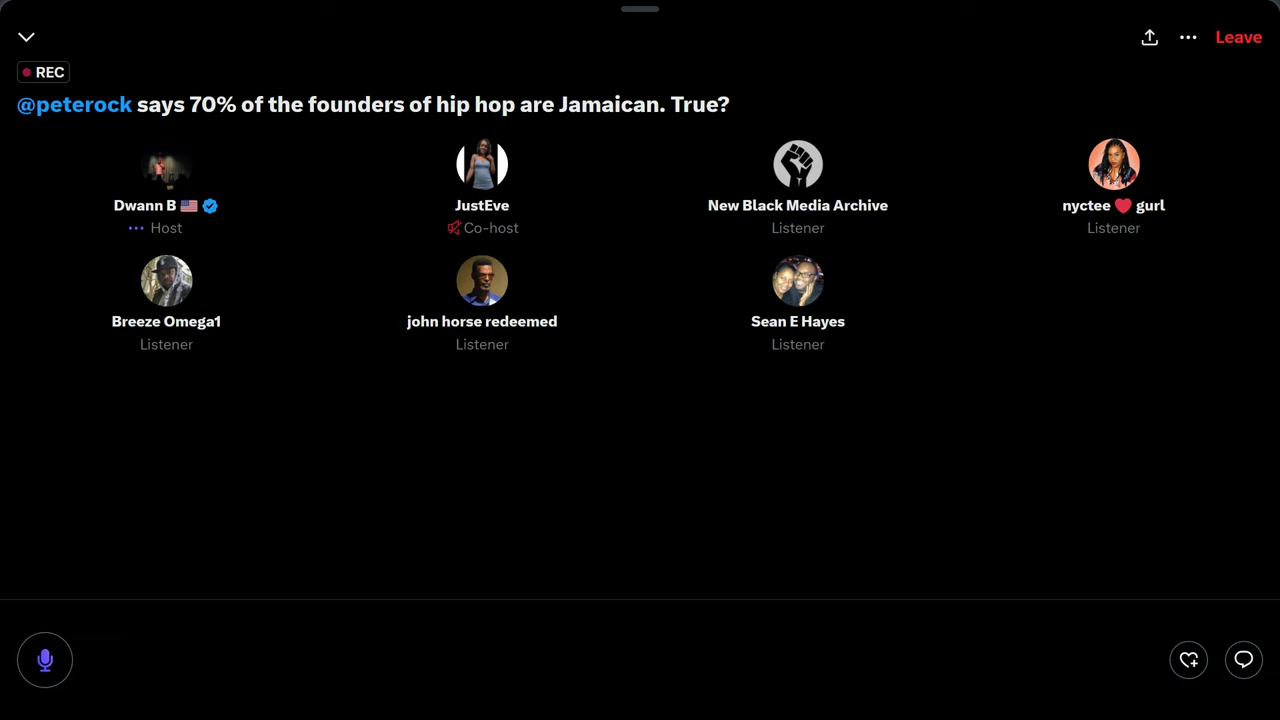 Leave
REC
@peterock says 70% of the founders of hip hop are Jamaican. True?
Dwann B 🇺🇸
JustEve
New Black Media Archive
nyctee ❤️ gurl
Host
Co-host
Listener
Listener
Breeze Omega1
john horse redeemed
Sean E Hayes
Listener
Listener
Listener